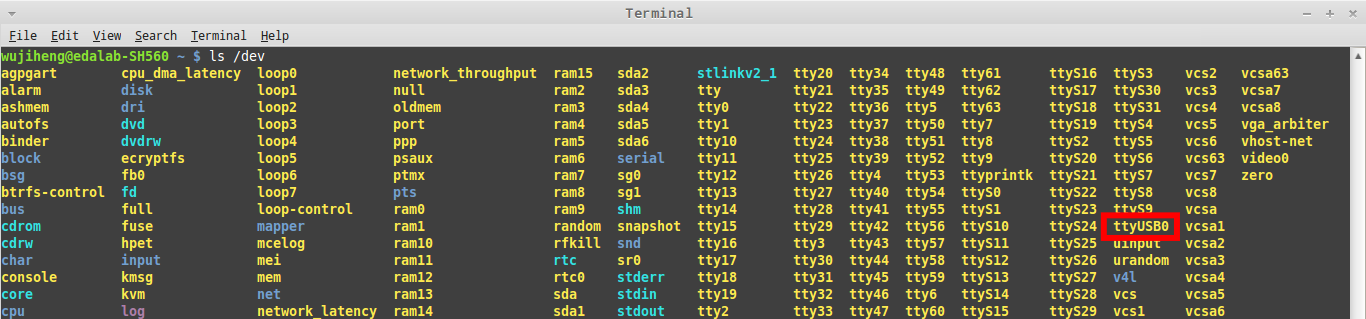 Terminal
File Edit View Search Terminal Help
wujiheng@edalab-SH560 ~ $ ls /dev
agpgart cpu_dma_latency loop0 network_throughput ram15 sda2 stlinkv2_1 tty20 tty34 tty48 tty61 ttyS16 ttyS3 vcs2 vcsa63
alarm disk loop1 null ram2 sda3 tty tty21 tty35 tty49 tty62 ttyS17 ttyS30 vcs3 vcsa7
ashmem dri loop2 oldmem ram3 sda4 tty0 tty22 tty36 tty5 tty63 ttyS18 ttyS31 vcs4 vcsa8
autofs dvd loop3 port ram4 sda5 tty1 tty23 tty37 tty50 tty7 ttyS19 ttyS4 vcs5 vga_arbiter
binder dvdrw loop4 ppp ram5 sda6 tty10 tty24 tty38 tty51 tty8 ttyS2 ttyS5 vcs6 vhost-net
block ecryptfs loop5 psaux ram6 serial tty11 tty25 tty39 tty52 tty9 ttyS20 ttyS6 vcs63 video0
bsg fb0 loop6 ptmx ram7 sg0 tty12 tty26 tty4 tty53 ttyprintk ttyS21 ttyS7 vcs7 zero
btrfs-control fd loop7 pts ram8 sg1 tty13 tty27 tty40 tty54 ttyS0 ttyS22 ttyS8 vcs8
bus full loop-control ram0 ram9 shm tty14 tty28 tty41 tty55 ttyS1 ttyS23 ttyS9 vcsa
cdrom fuse mapper ram1 random snapshot tty15 tty29 tty42 tty56 ttyS10 ttyS24 ttyUSB0 vcsa1
cdrw hpet mcelog ram10 rfkill snd tty16 tty3 tty43 tty57 ttyS11 ttyS25 uinput vcsa2
char input mei ram11 rtc sr0 tty17 tty30 tty44 tty58 ttyS12 ttyS26 urandom vcsa3
console kmsg mem ram12 rtc0 stderr tty18 tty31 tty45 tty59 ttyS13 ttyS27 v4l vcsa4
core kvm net ram13 sda stdin tty19 tty32 tty46 tty6 ttyS14 ttyS28 vcs vcsa5
cpu log network_latency ram14 sda1 stdout tty2 tty33 tty47 tty60 ttyS15 ttyS29 vcs1 vcsa6